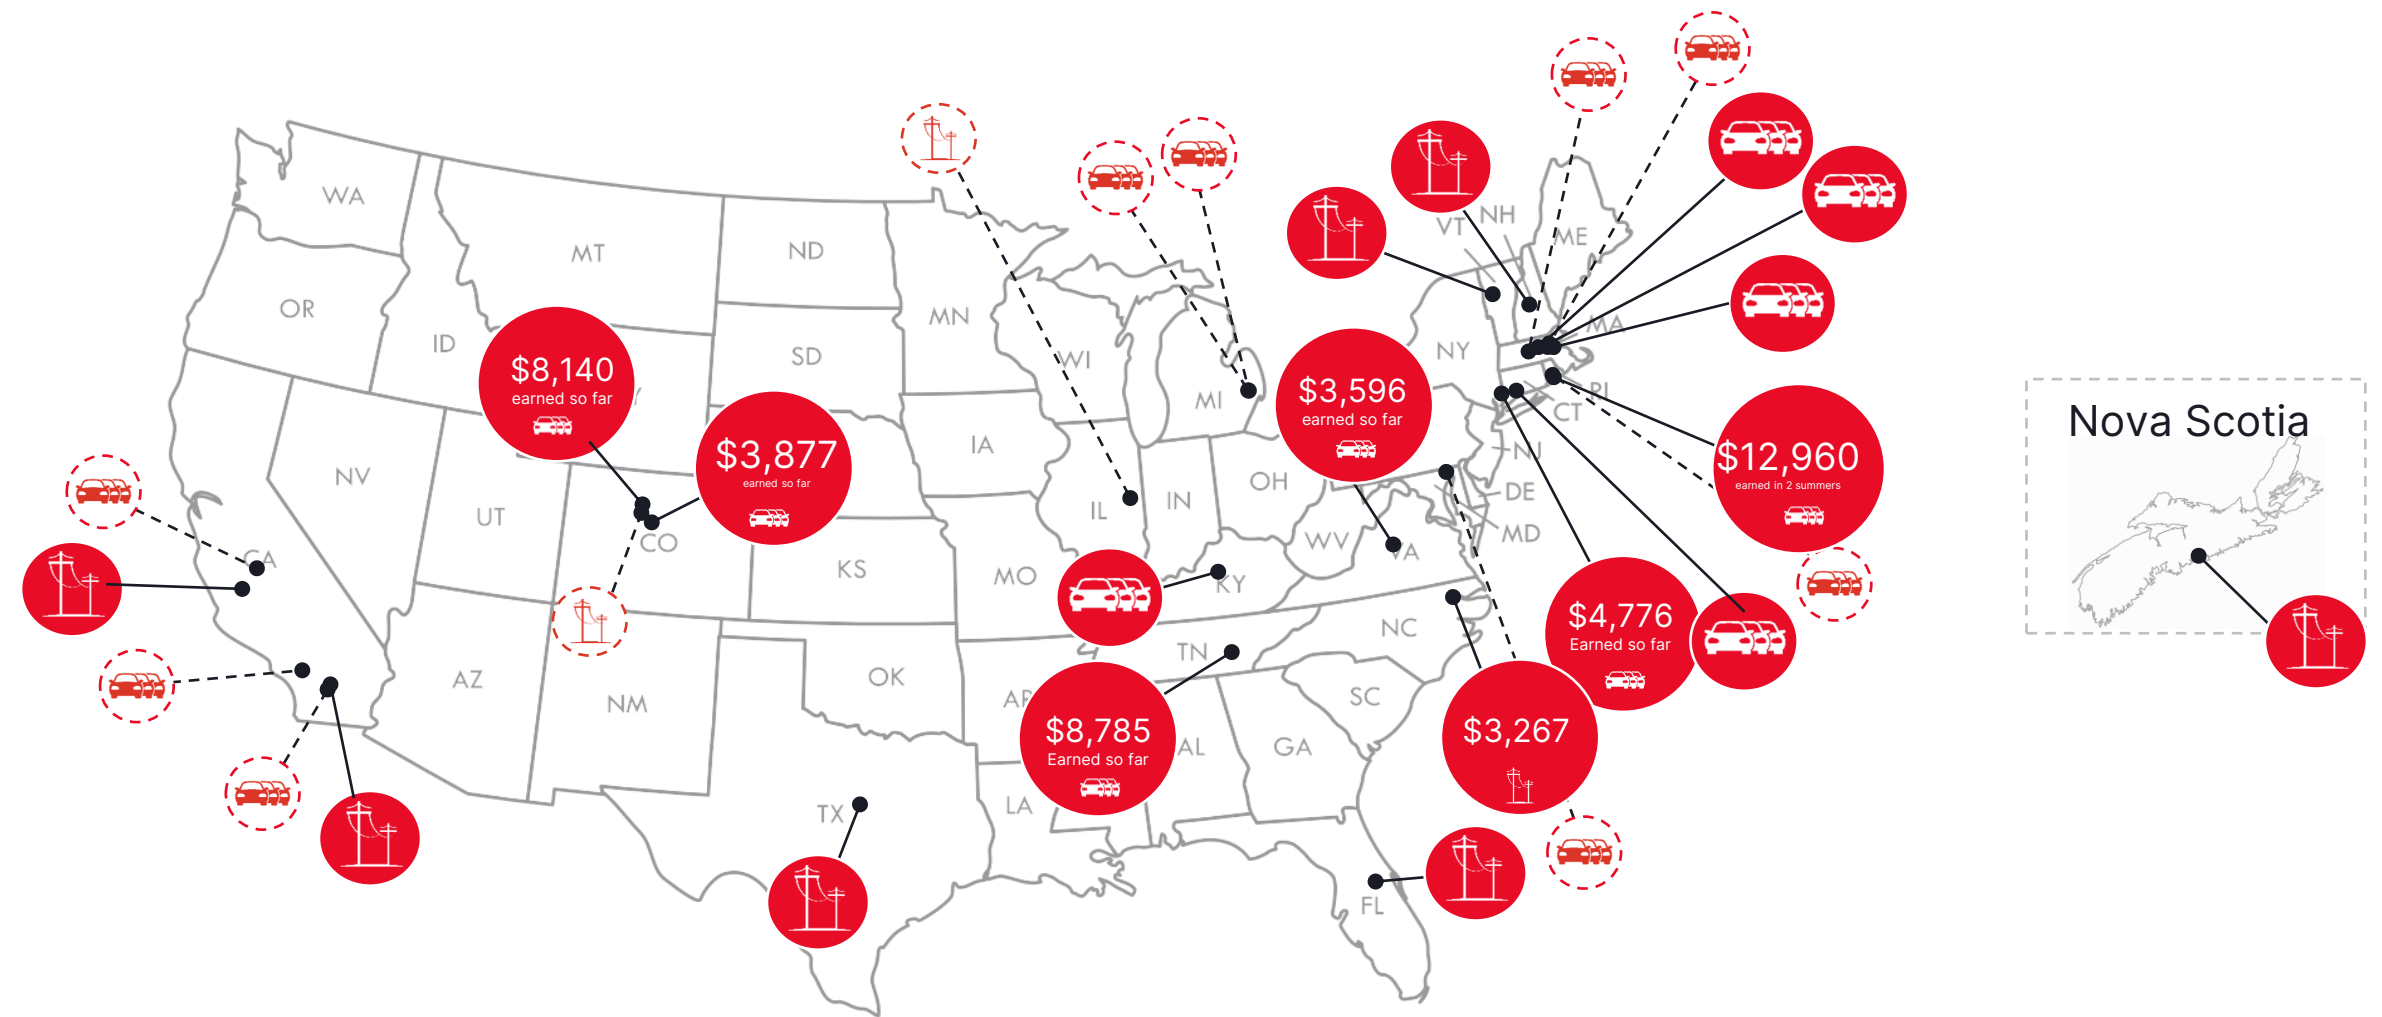 WA
MT
ND
MN
OR
ID
SD
WI
MI
NY
VT
NH
ME
MA
RI
CT
NJ
DE
MD
$8,140
earned so far
$3,877
earned so far
$3,596
earned so far
$12,960
earned in 2 summers
Nova Scotia
NV
UT
CO
IA
IL
IN
OH
WV
VA
CA
KS
MO
KY
AZ
NM
OK
TN
NC
SC
AL
GA
$4,776
Earned so far
$8,785
Earned so far
$3,267
TX
LA
FL